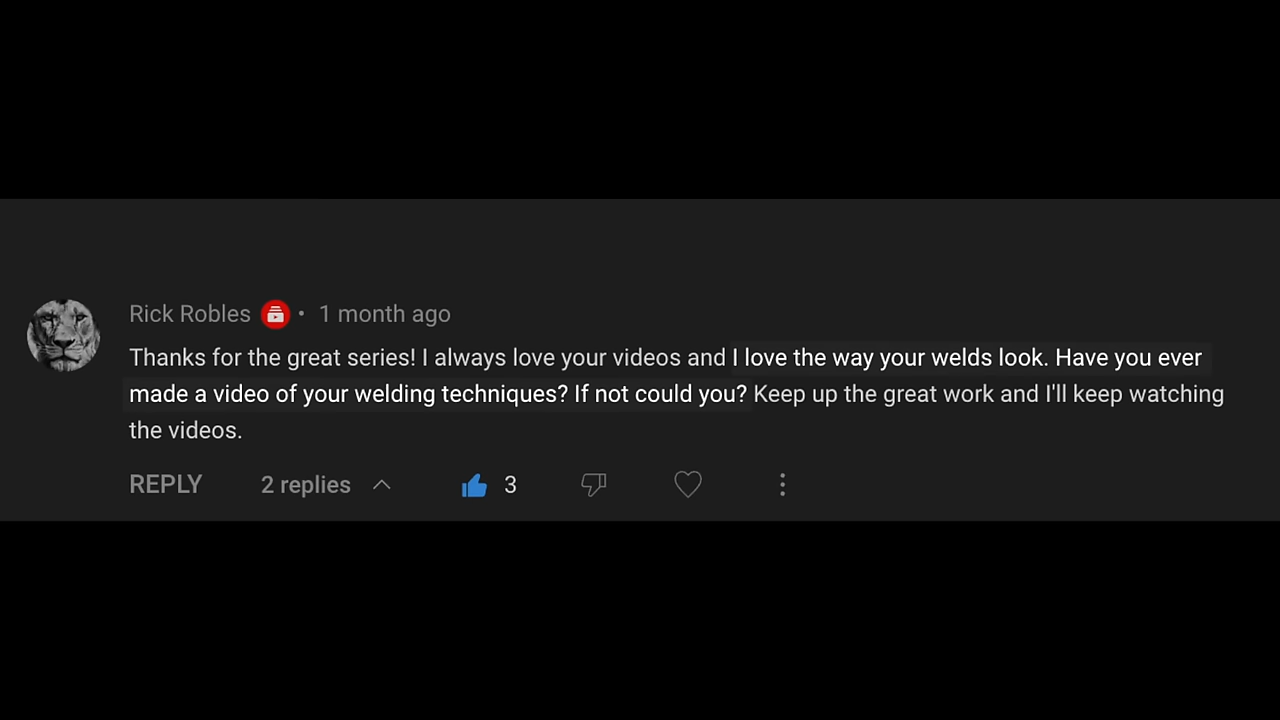 Rick Robles • 1 month ago
Thanks for the great series! I always love your videos and I love the way your welds look. Have you ever
made a video of your welding techniques? If not could you? Keep up the great work and I'll keep watching
the videos.
REPLY 2 replies 3